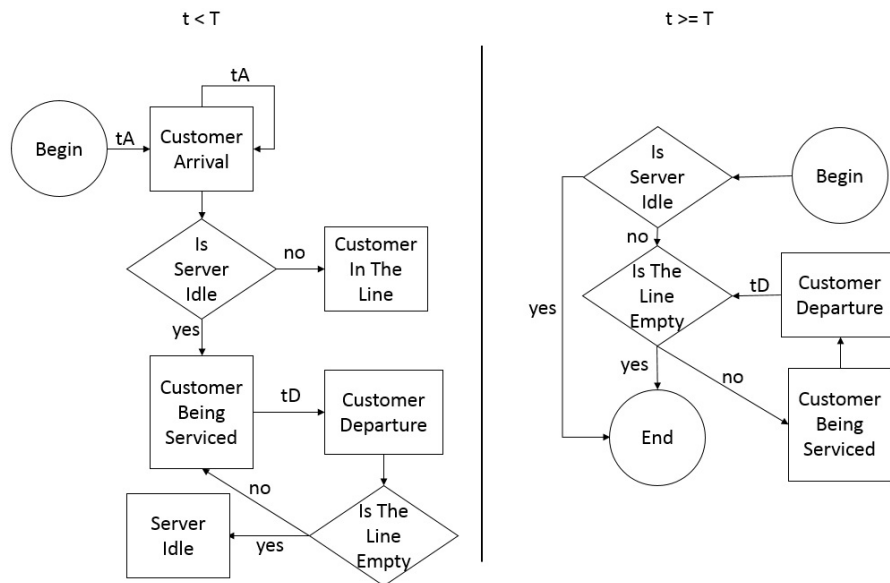 t < T
tA
Begin
tA
Customer
Arrival
Is
Server
Idle
no
Customer
In The
Line
yes
Customer
Being
Serviced
tD
Customer
Departure
no
Server
Idle
yes
Is The
Line
Empty
t >= T
Is
Server
Idle
Begin
no
Is The
Line
Empty
tD
Customer
Departure
yes
yes
no
Customer
Being
Serviced
End